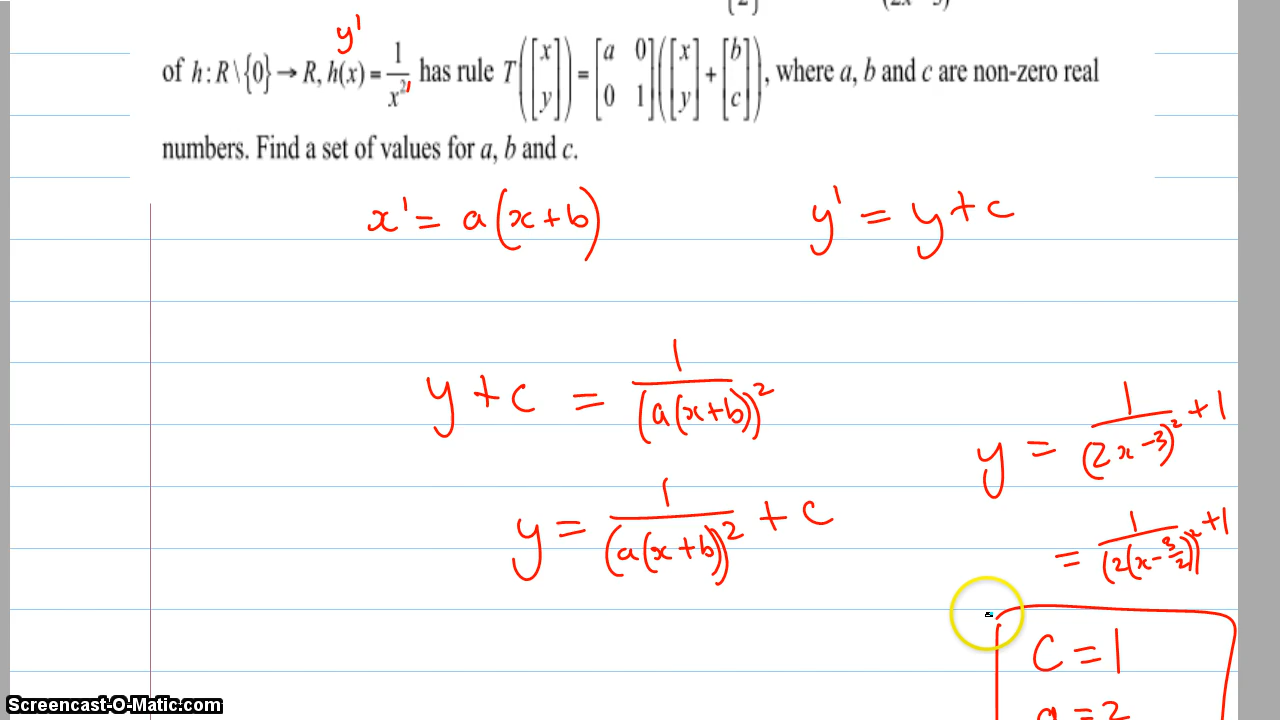 y'
of h : R \ {0} → R, h(x) = 1/x² has rule T([x y]) = [a 0 0 1]([x y] + [b c]), where a, b and c are non-zero real
numbers. Find a set of values for a, b and c.
x' = a(x+b) y' = y+c
y + c = 1/(a(x+b))²
y = 1/(2x-3)² + 1
y = 1/(a(x+b))² + c
= 1/(2(x-3/2))² + 1
C = 1
a = 2
Screencast-O-Matic.com